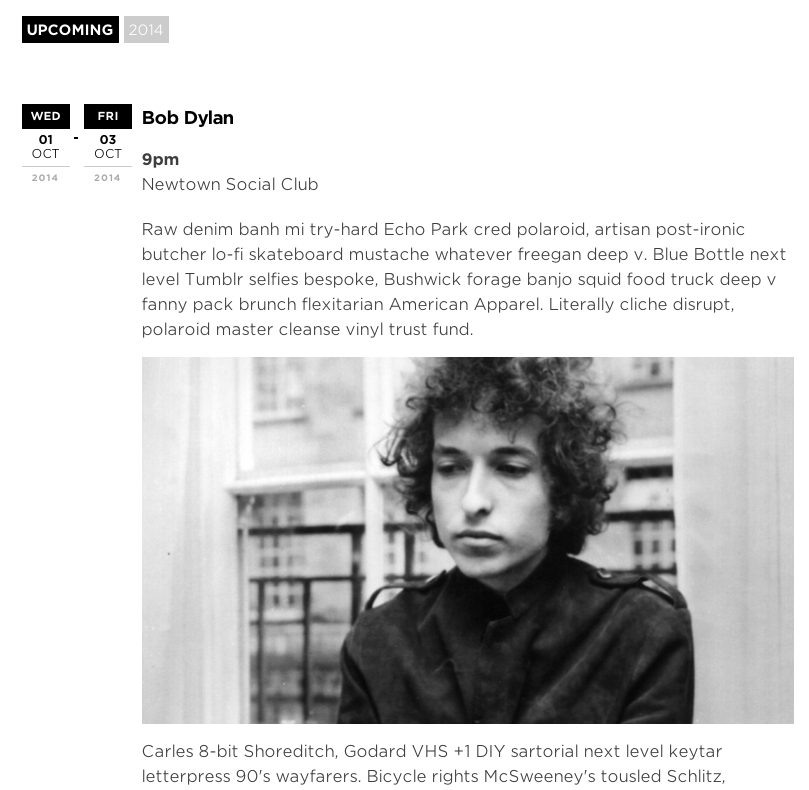 UPCOMING 2014
WED FRI Bob Dylan
01 - 03
OCT OCT
9pm
2014 2014
Newtown Social Club
Raw denim banh mi try-hard Echo Park cred polaroid, artisan post-ironic
butcher lo-fi skateboard mustache whatever freegan deep v. Blue Bottle next
level Tumblr selfies bespoke, Bushwick forage banjo squid food truck deep v
fanny pack brunch flexitarian American Apparel. Literally cliche disrupt,
polaroid master cleanse vinyl trust fund.
Carles 8-bit Shoreditch, Godard VHS +1 DIY sartorial next level keytar
letterpress 90's wayfarers. Bicycle rights McSweeney's tousled Schlitz,